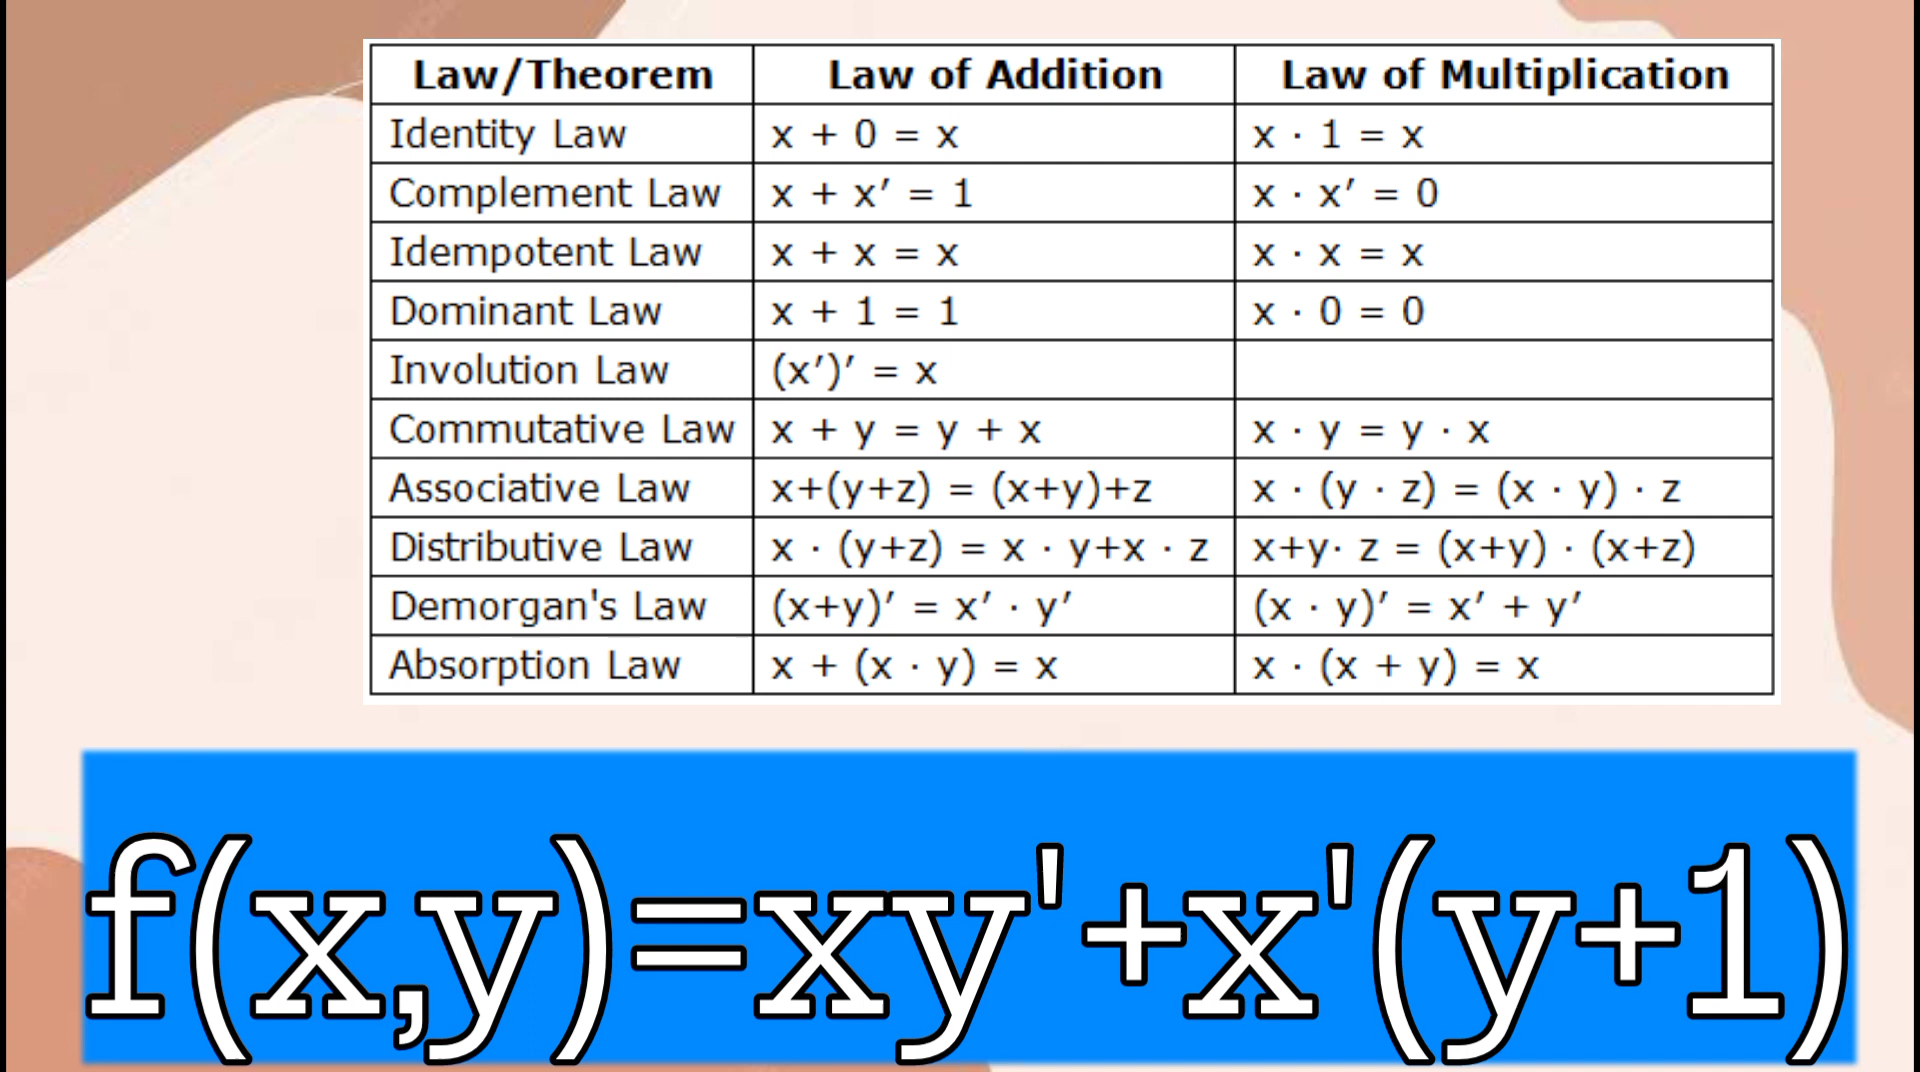 Law/Theorem Law of Addition Law of Multiplication
Identity Law x + 0 = x x · 1 = x
Complement Law x + x′ = 1 x · x′ = 0
Idempotent Law x + x = x x · x = x
Dominant Law x + 1 = 1 x · 0 = 0
Involution Law (x′)′ = x
Commutative Law x + y = y + x x · y = y · x
Associative Law x+(y+z) = (x+y)+z x · (y · z) = (x · y) · z
Distributive Law x · (y+z) = x · y+x · z x+y· z = (x+y) · (x+z)
Demorgan's Law (x+y)′ = x′ · y′ (x · y)′ = x′ + y′
Absorption Law x + (x · y) = x x · (x + y) = x
f(x,y)=xy'+x'(y+1)